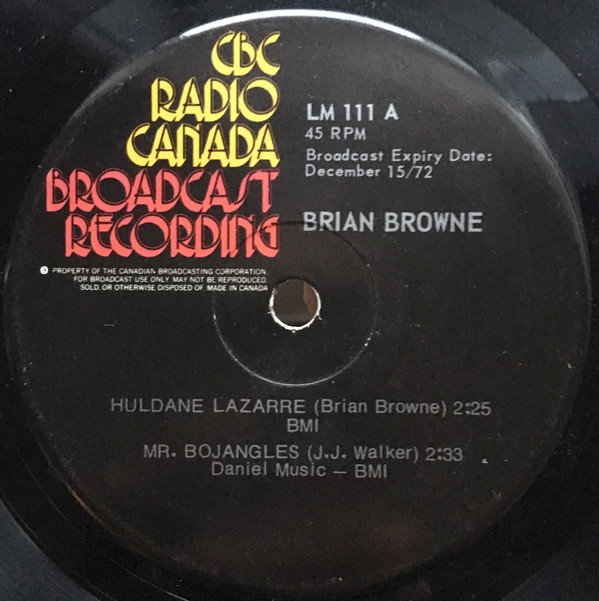 CBC
RADIO
CANADA
BROADCAST
RECORDING
PROPERTY OF THE CANADIAN BROADCASTING CORPORATION.
FOR BROADCAST USE ONLY. MAY NOT BE REPRODUCED,
SOLD, OR OTHERWISE DISPOSED OF. MADE IN CANADA
LM 111 A
45 RPM
Broadcast Expiry Date:
December 15/72
BRIAN BROWNE
HULDANE LAZARRE (Brian Browne) 2:25
BMI
MR. BOJANGLES (J.J. Walker) 2:33
Daniel Music — BMI